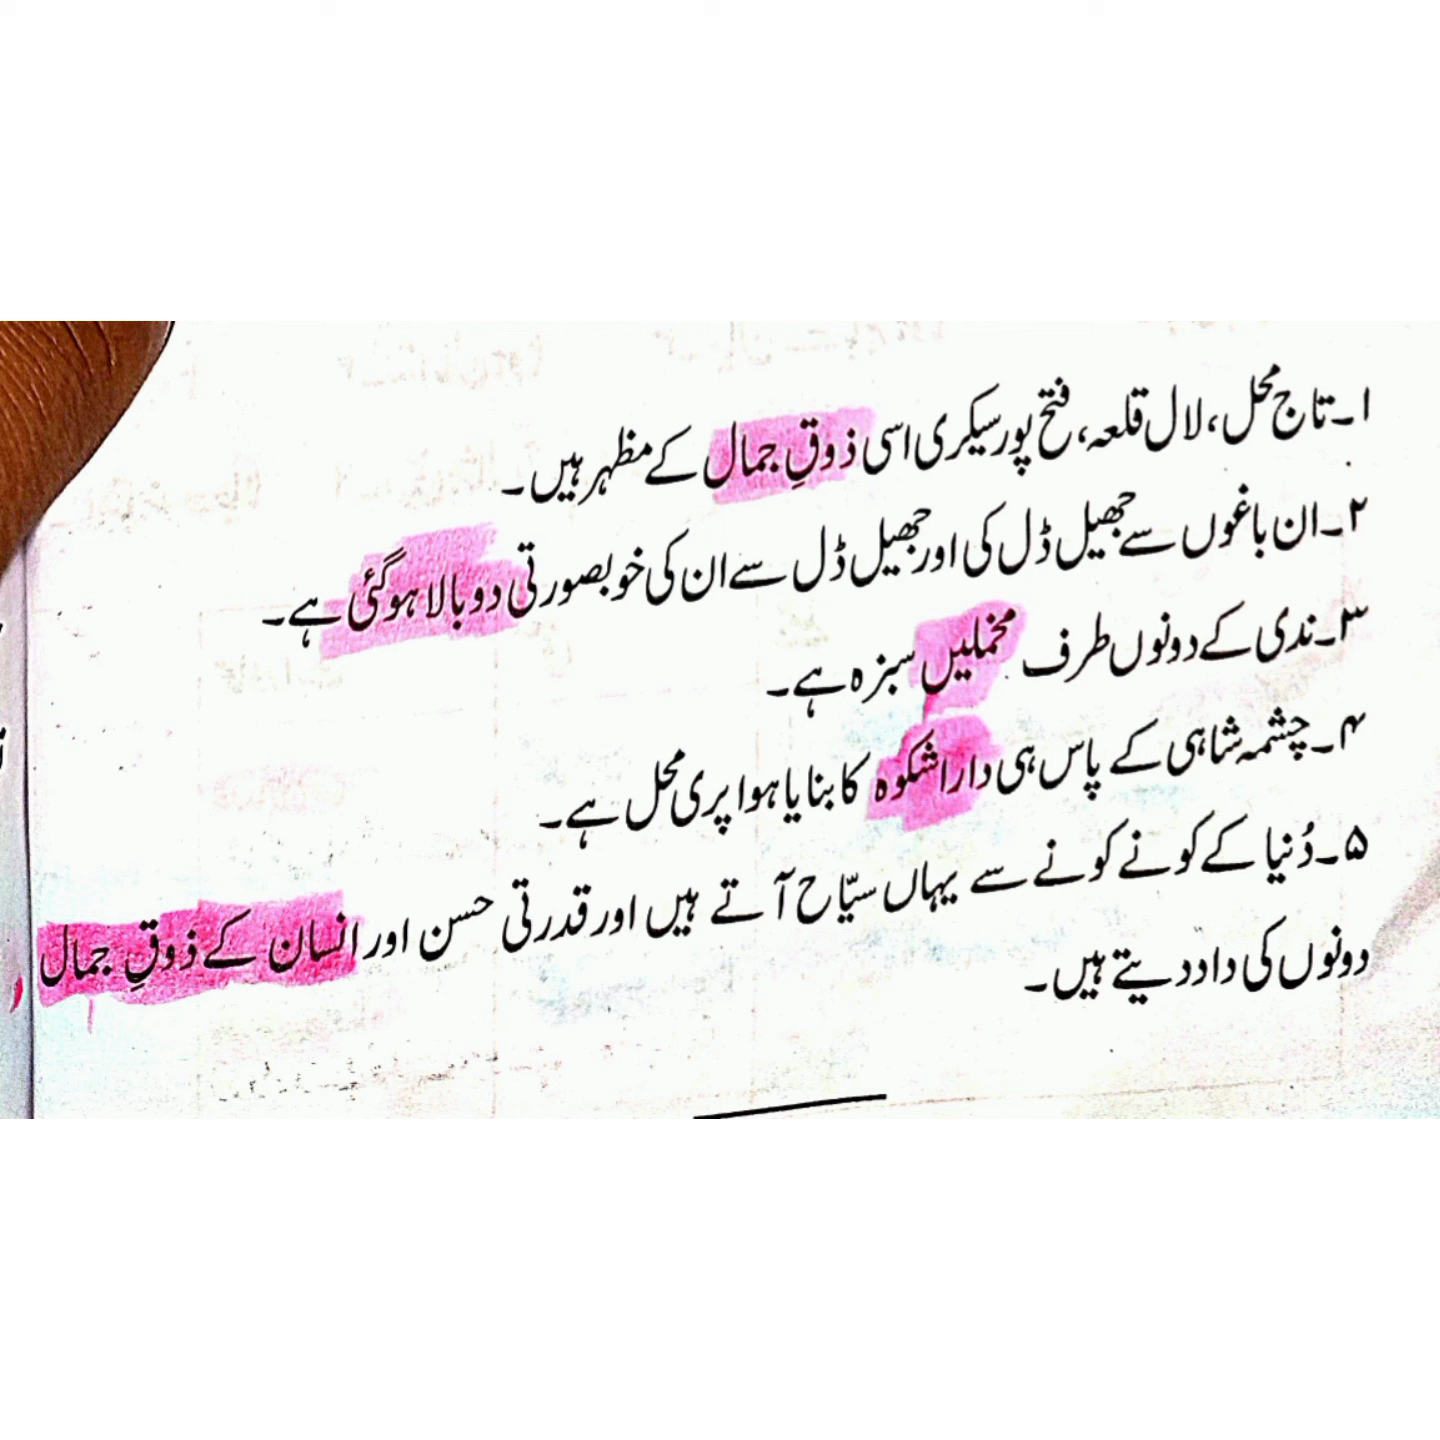 ۱۔تاج محل، لال قلعہ، فتح پور سیکری اسی ذوقِ جمال کے مظہر ہیں۔
۲۔ان باغوں سے جھیل ڈل کی اور جھیل ڈل سے ان کی خوبصورتی دوبالا ہوگئی ہے۔
۳۔ندی کے دونوں طرف مخملیں سبزہ ہے۔
۴۔چشمہ شاہی کے پاس ہی داراشکوہ کا بنایا ہوا پری محل ہے۔
۵۔دُنیا کے کونے کونے سے یہاں سیّاح آتے ہیں اور قدرتی حسن اور انسان کے ذوقِ جمال
دونوں کی داد دیتے ہیں۔